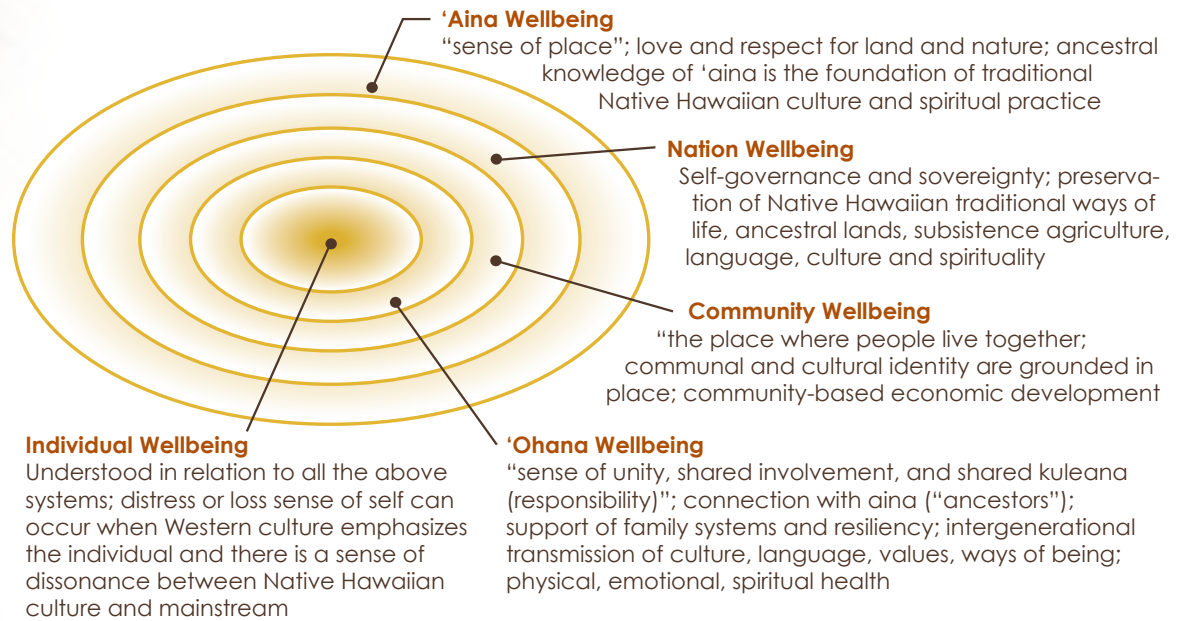 ‘Aina Wellbeing
“sense of place”; love and respect for land and nature; ancestral
knowledge of ‘aina is the foundation of traditional
Native Hawaiian culture and spiritual practice
Nation Wellbeing
Self-governance and sovereignty; preserva-
tion of Native Hawaiian traditional ways of
life, ancestral lands, subsistence agriculture,
language, culture and spirituality
Community Wellbeing
“the place where people live together;
communal and cultural identity are grounded in
place; community-based economic development
Individual Wellbeing
Understood in relation to all the above
systems; distress or loss sense of self can
occur when Western culture emphasizes
the individual and there is a sense of
dissonance between Native Hawaiian
culture and mainstream
‘Ohana Wellbeing
“sense of unity, shared involvement, and shared kuleana
(responsibility)”; connection with aina (“ancestors”);
support of family systems and resiliency; intergenerational
transmission of culture, language, values, ways of being;
physical, emotional, spiritual health